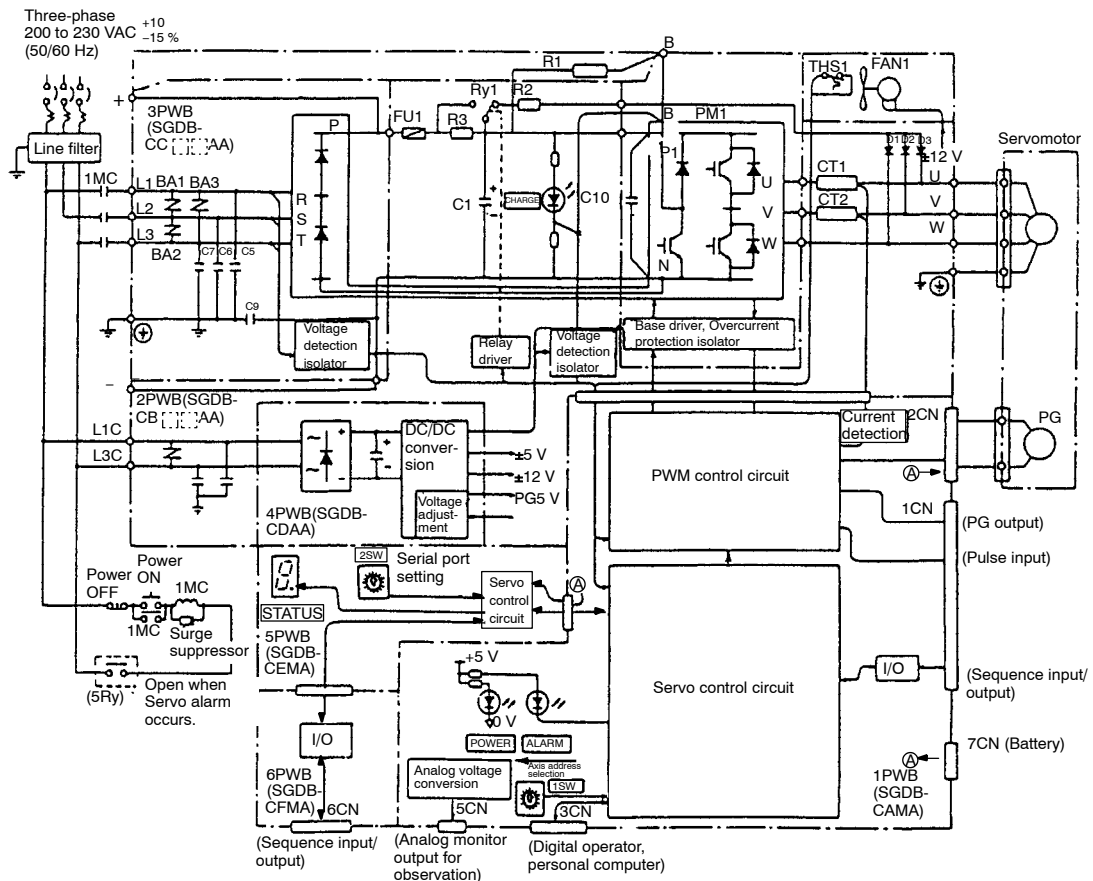 Three-phase
200 to 230 VAC +10
–15 %
(50/60 Hz)
B
R1
THS1
FAN1
+
3PWB
(SGDB-
CC AA)
P
FU1
Ry1
R2
R3
B
PM1
D1 D2 D3
±12 V
Servomotor
Line filter
1MC
L1 BA1 BA3
L2
L3
BA2
C7 C6 C5
R
S
T
C1
CHARGE
C10
P1
U
V
W
N
CT1
CT2
U
V
W
C9
Voltage
detection
isolator
Relay
driver
Voltage
detection
isolator
Base driver, Overcurrent
protection isolator
–
2PWB(SGDB-
CB AA)
L1C
L3C
~
~
+
–
+
DC/DC
conver-
sion
Voltage
adjust-
ment
±5 V
±12 V
PG5 V
4PWB(SGDB-
CDAA)
PWM control circuit
Current
detection
2CN
PG
A
1CN
(PG output)
(Pulse input)
Power
ON
Power
OFF
1MC
1MC
Surge
suppressor
(5Ry)
Open when
Servo alarm
occurs.
2SW
Serial port
setting
STATUS
5PWB
(SGDB-
CEMA)
Servo
control
circuit
A
+5 V
0 V
POWER
ALARM
Servo control circuit
I/O
(Sequence input/
output)
I/O
6PWB
(SGDB-
CFMA)
6CN
(Sequence input/
output)
Analog voltage
conversion
Axis address
selection
1SW
5CN
(Analog monitor
output for
observation)
3CN
(Digital operator,
personal computer)
7CN (Battery)
A
1PWB
(SGDB-
CAMA)